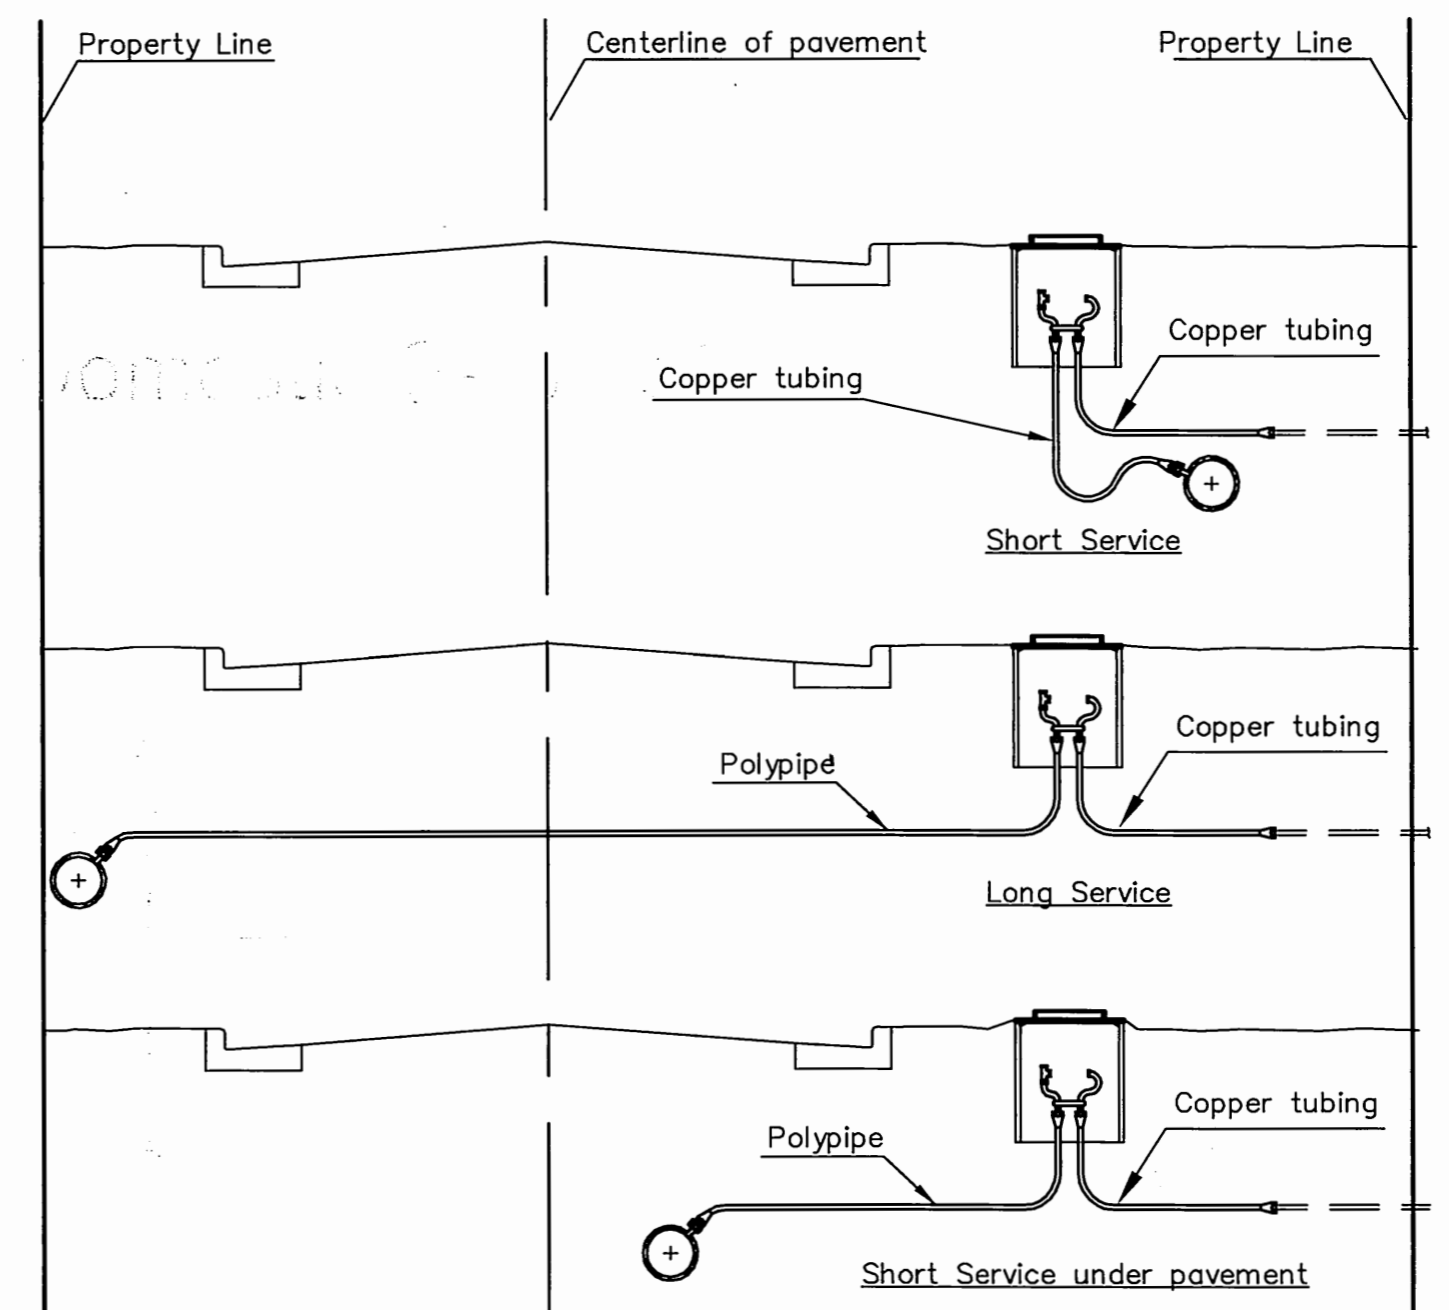 Property Line
Centerline of pavement
Property Line
Copper tubing
Copper tubing
Short Service
Copper tubing
Polypipe
Long Service
Copper tubing
Polypipe
Short Service under pavement